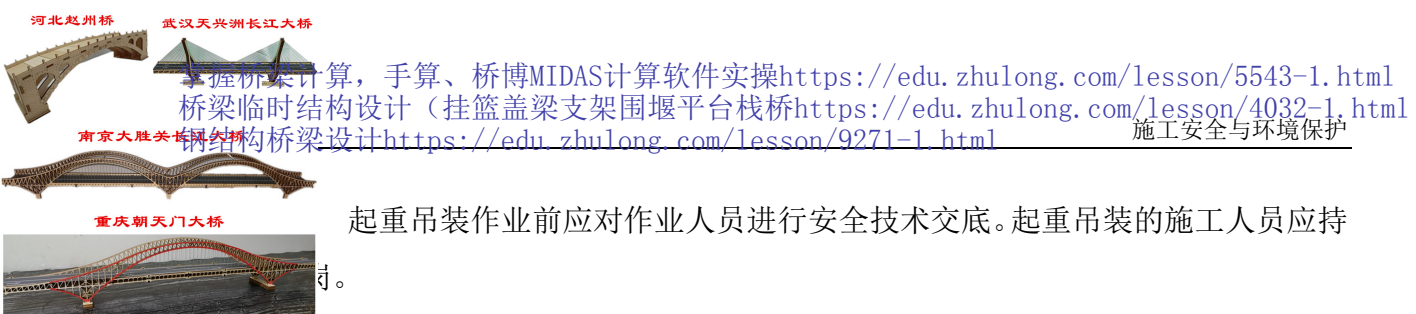 河北赵州桥
武汉天兴洲长江大桥
掌握桥梁计算，手算、桥博MIDAS计算软件实操https://edu.zhulong.com/lesson/5543-1.html
桥梁临时结构设计（挂篮盖梁支架围堰平台栈桥https://edu.zhulong.com/lesson/4032-1.html
南京大胜关长江大桥
钢结构桥梁设计https://edu.zhulong.com/lesson/9271-1.html
施工安全与环境保护
重庆朝天门大桥
起重吊装作业前应对作业人员进行安全技术交底。起重吊装的施工人员应持
岗。